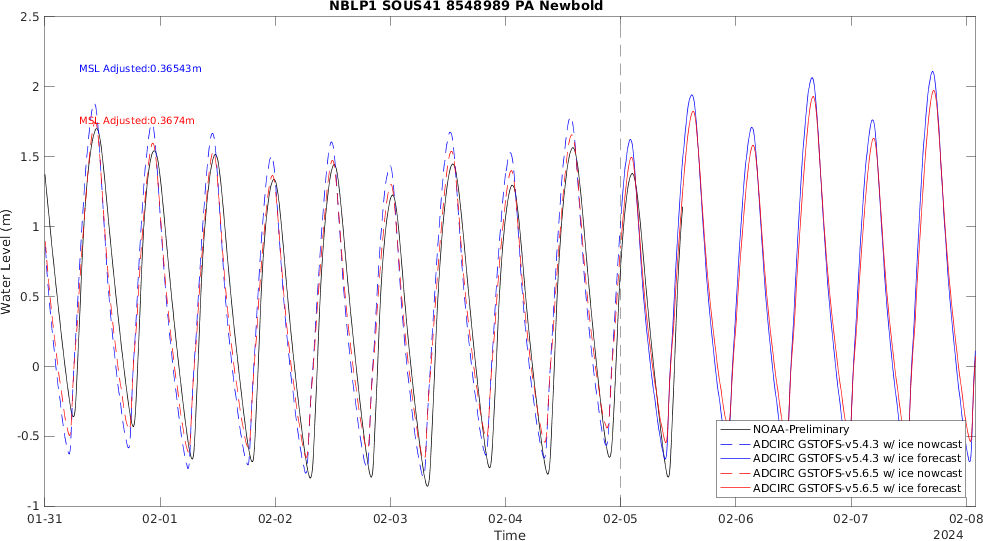 NBLP1 SOUS41 8548989 PA Newbold
2.5
MSL Adjusted:0.36543m
2
MSL Adjusted:0.3674m
1.5
1
Water Level (m)
0.5
0
-0.5
-1
NOAA-Preliminary
ADCIRC GSTOFS-v5.4.3 w/ ice nowcast
ADCIRC GSTOFS-v5.4.3 w/ ice forecast
ADCIRC GSTOFS-v5.6.5 w/ ice nowcast
ADCIRC GSTOFS-v5.6.5 w/ ice forecast
01-31 02-01 02-02 02-03 02-04 02-05 02-06 02-07 02-08
Time
2024